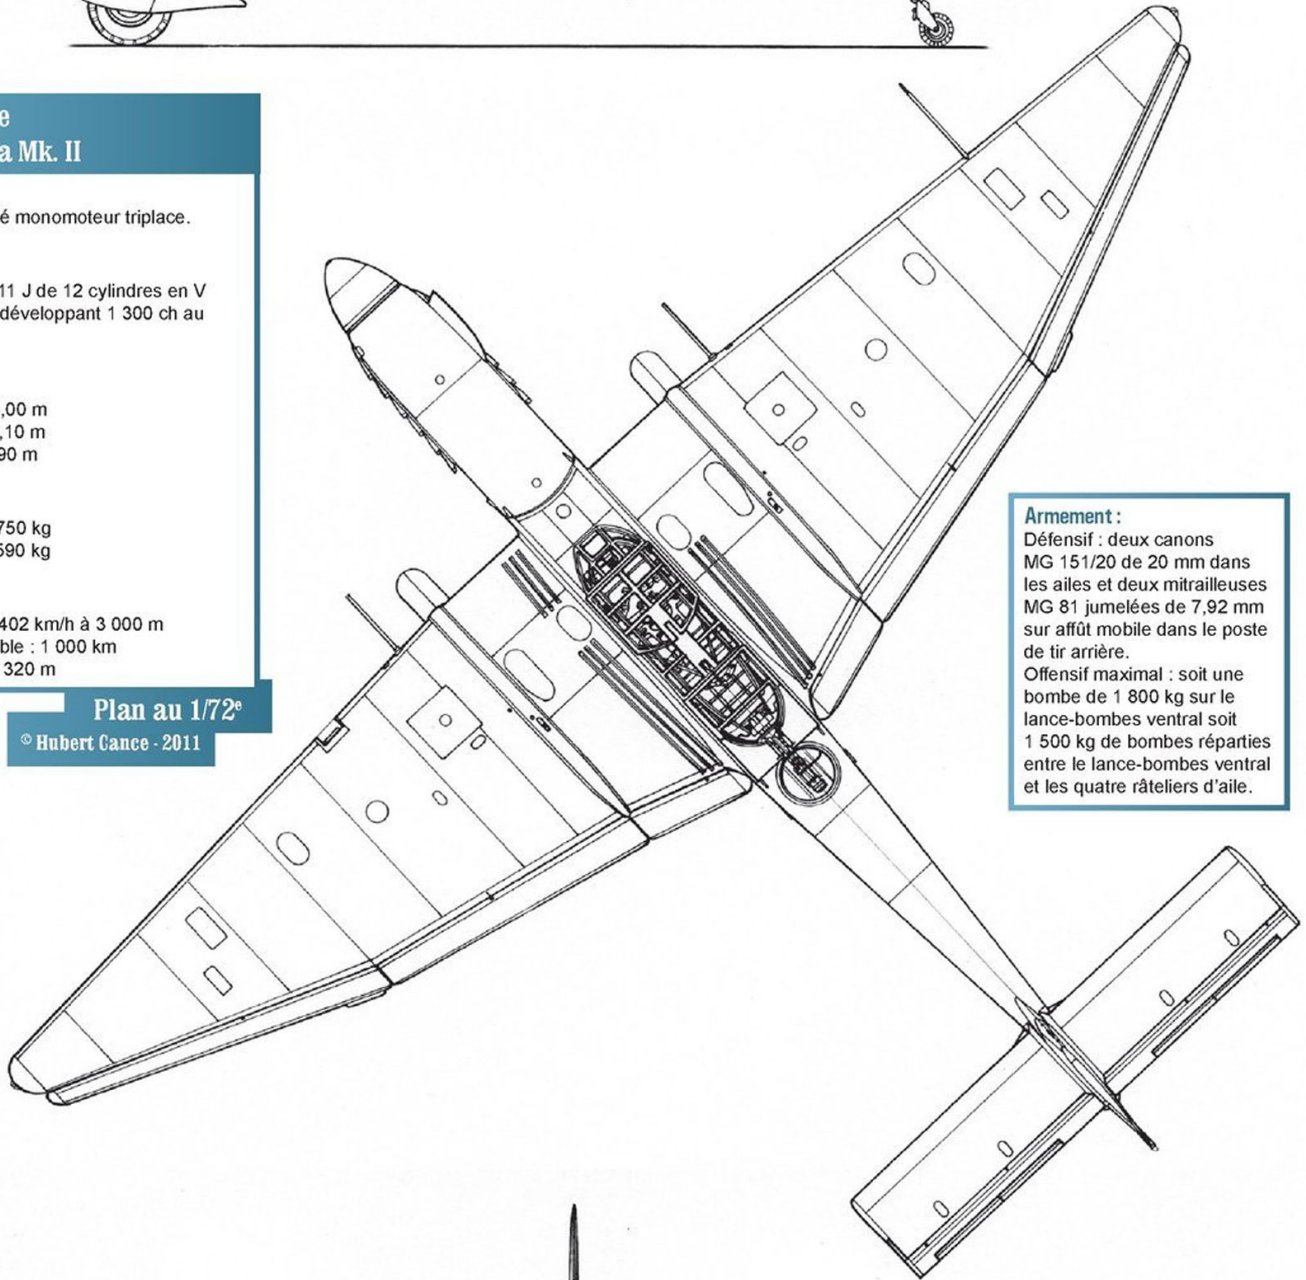 e
a Mk. II
é monomoteur triplace.
11 J de 12 cylindres en V
développant 1 300 ch au
,00 m
,10 m
90 m
750 kg
590 kg
402 km/h à 3 000 m
ble : 1 000 km
320 m
Plan au 1/72e
© Hubert Cance - 2011
Armement :
Défensif : deux canons
MG 151/20 de 20 mm dans
les ailes et deux mitrailleuses
MG 81 jumelées de 7,92 mm
sur affût mobile dans le poste
de tir arrière.
Offensif maximal : soit une
bombe de 1 800 kg sur le
lance-bombes ventral soit
1 500 kg de bombes réparties
entre le lance-bombes ventral
et les quatre râteliers d'aile.